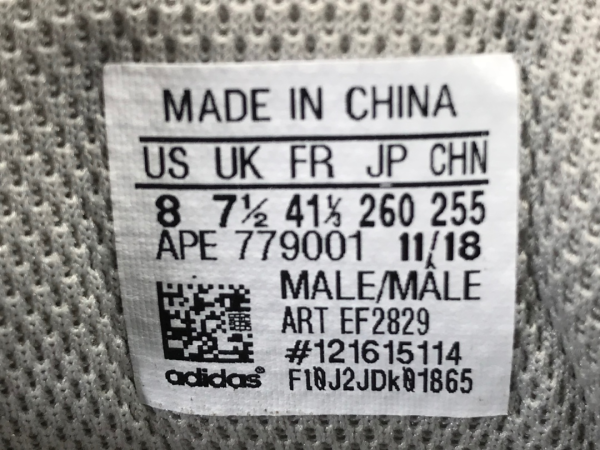 MADE IN CHINA
US UK FR JP CHN
8 7½ 41⅓ 260 255
APE 779001 11/18
MALE/MÂLE
ART EF2829
#121615114
adidas® F10J2JDk01865